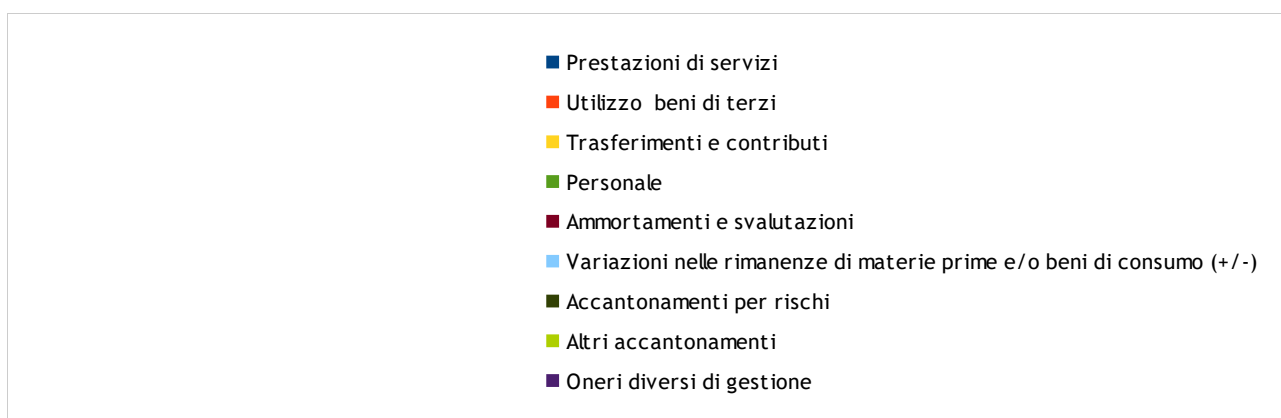 Prestazioni di servizi
Utilizzo beni di terzi
Trasferimenti e contributi
Personale
Ammortamenti e svalutazioni
Variazioni nelle rimanenze di materie prime e/o beni di consumo (+/-)
Accantonamenti per rischi
Altri accantonamenti
Oneri diversi di gestione